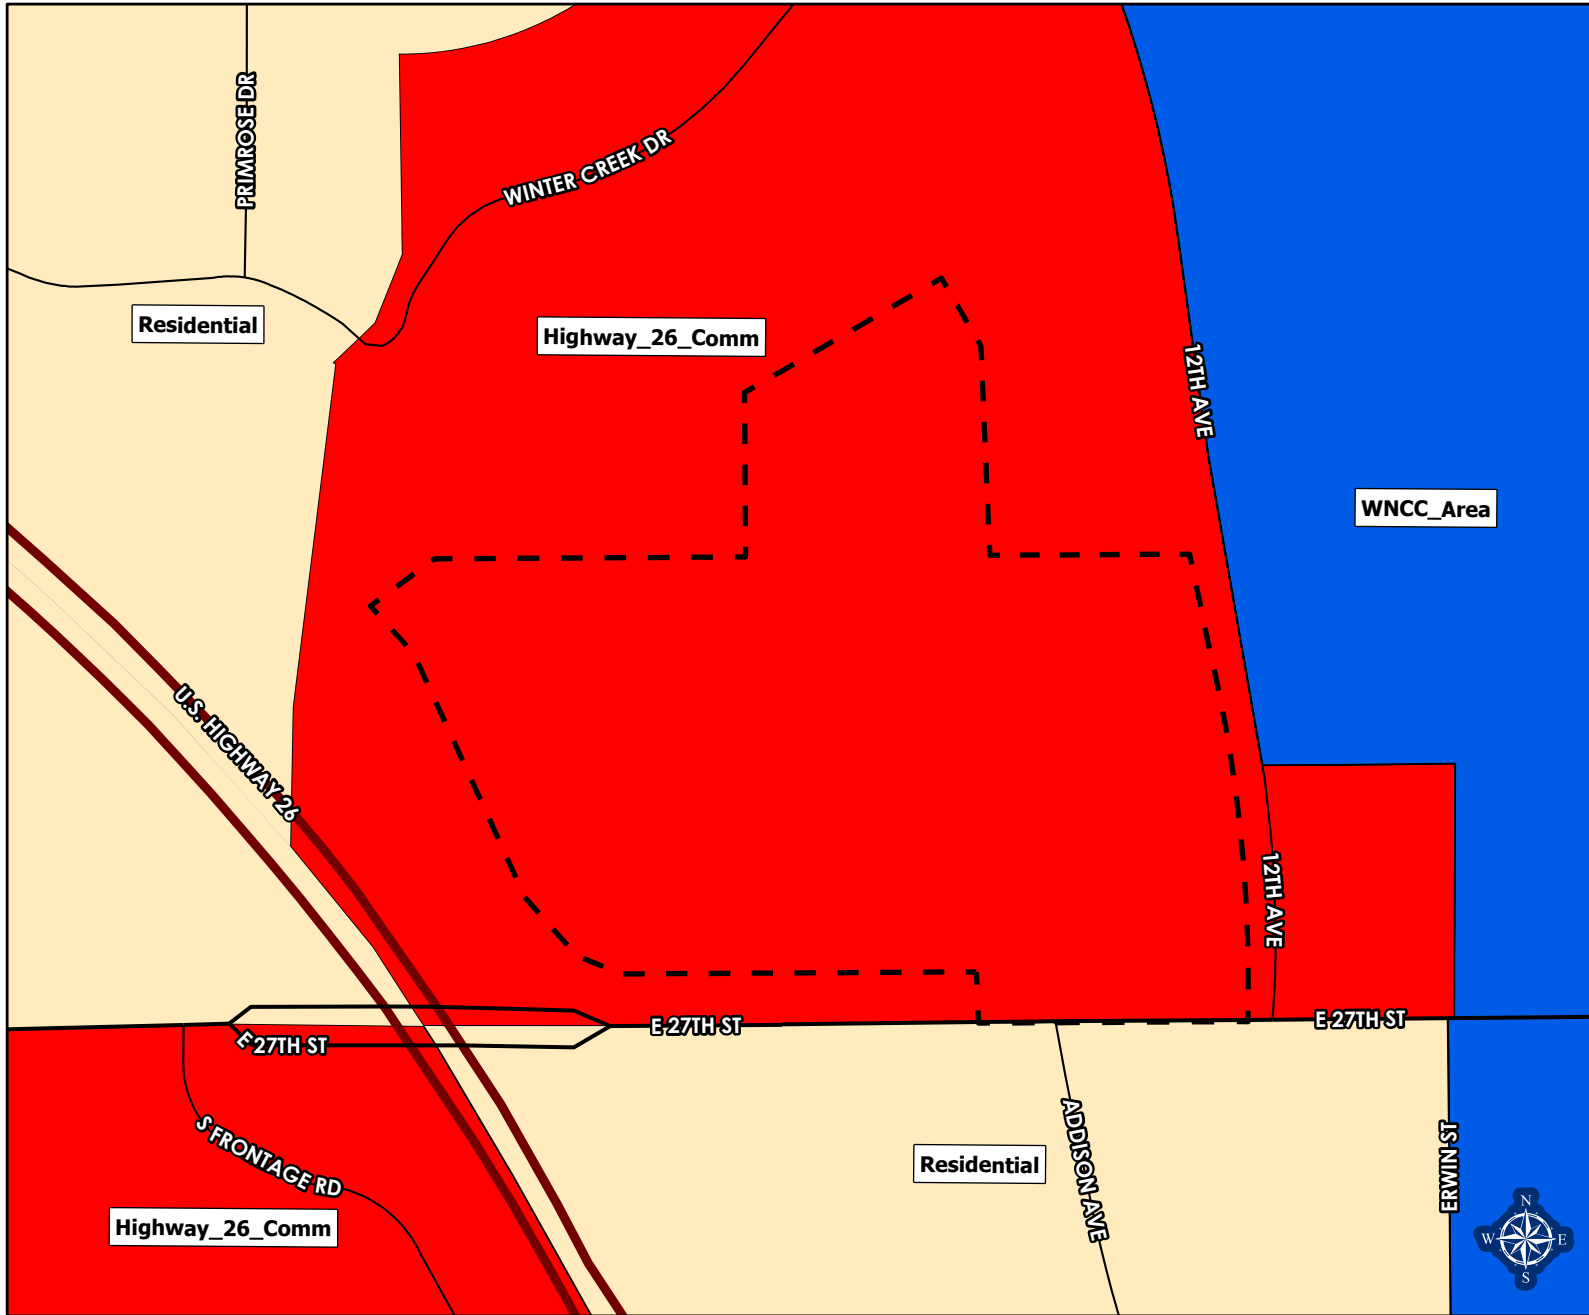 PRIMROSE DR
WINTER CREEK DR
Residential
Highway_26_Comm
12TH AVE
WNCC_Area
U.S. HIGHWAY 26
12TH AVE
E 27TH ST
E 27TH ST
E 27TH ST
S FRONTAGE RD
ADDISON AVE
ERWIN ST
Residential
Highway_26_Comm
N
W
E
S